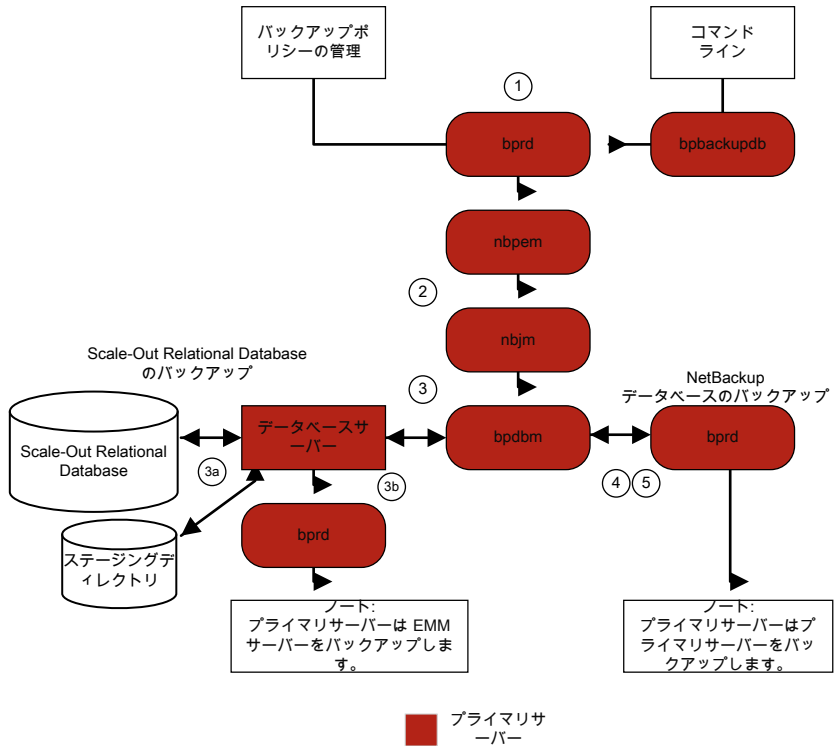 バックアップポ
リシーの管理
コマンド
ライン
1
bprd
bpbackupdb
nbpem
2
nbjm
Scale-Out Relational Database
のバックアップ
3
NetBackup
データベースのバックアップ
Scale-Out Relational
Database
データベースサ
ーバー
bpdbm
bprd
3a
3b
4
5
bprd
ステージングデ
ィレクトリ
ノート:
プライマリサーバーは EMM
サーバーをバックアップしま
す。
ノート:
プライマリサーバーはプ
ライマリサーバーをバッ
クアップします。
プライマリサ
ーバー